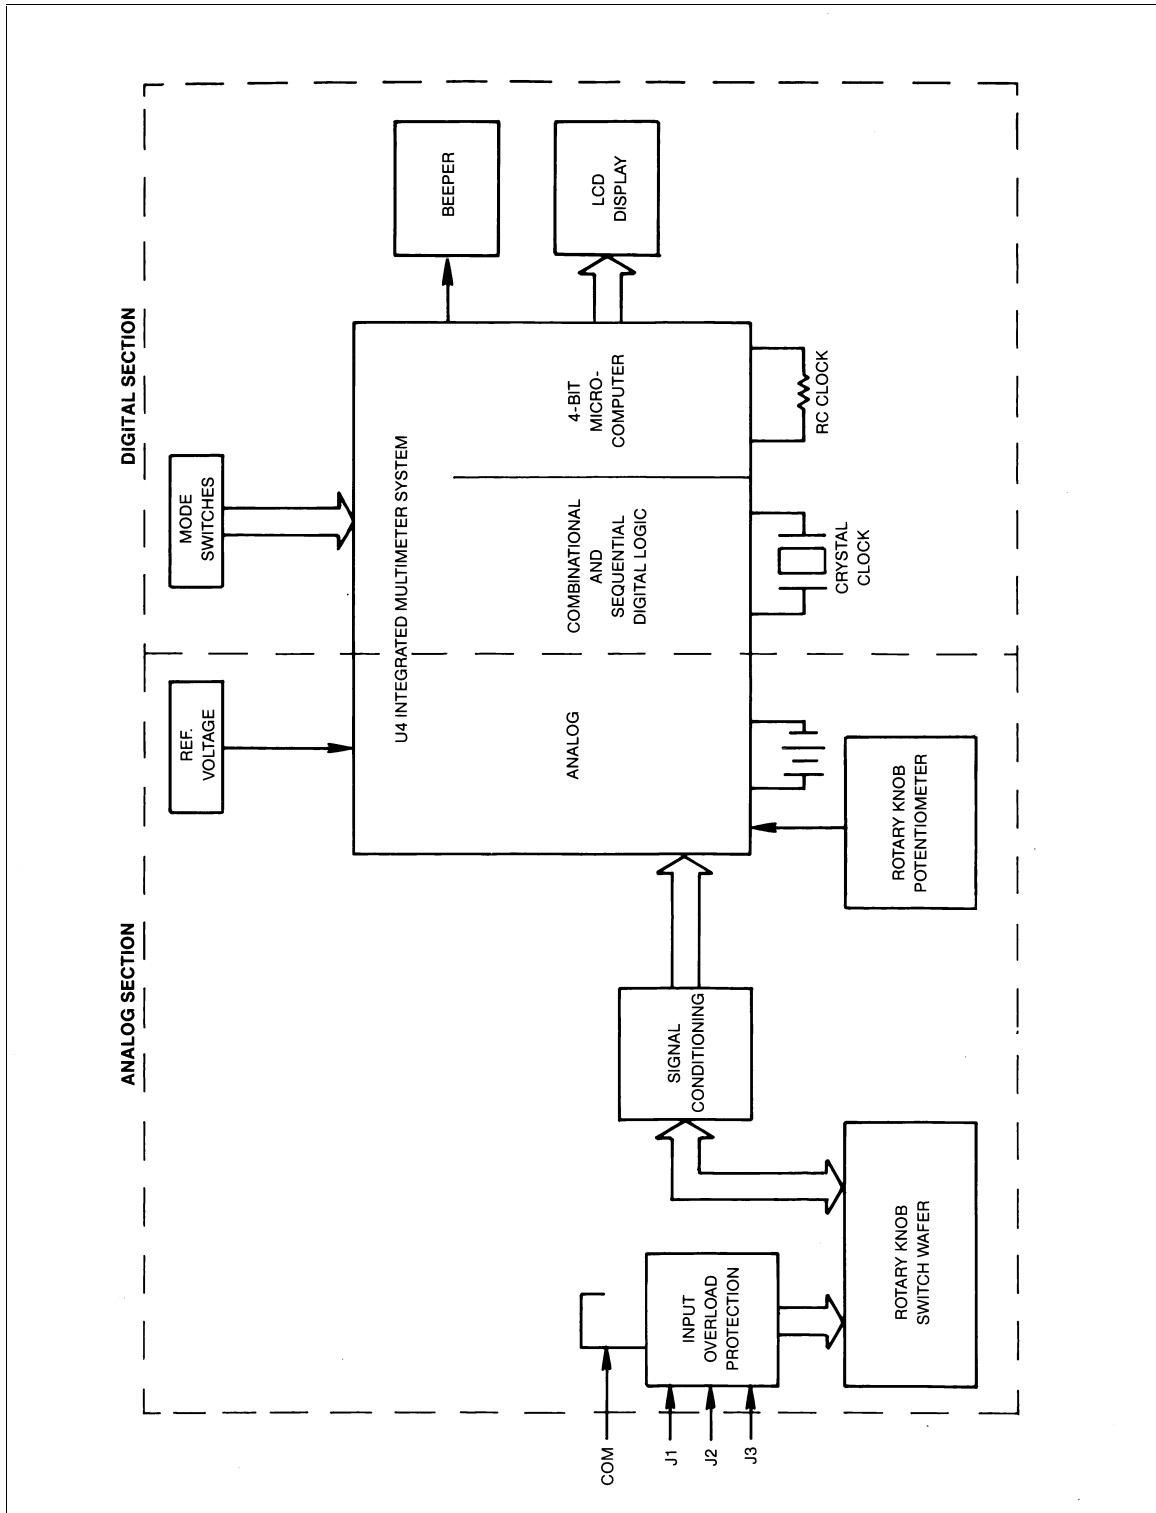 ANALOG SECTION
DIGITAL SECTION
REF.
VOLTAGE
MODE
SWITCHES
U4 INTEGRATED MULTIMETER SYSTEM
BEEPER
ANALOG
COMBINATIONAL
AND
SEQUENTIAL
DIGITAL LOGIC
4-BIT
MICRO-
COMPUTER
LCD
DISPLAY
COM
J1
J2
J3
INPUT
OVERLOAD
PROTECTION
SIGNAL
CONDITIONING
CRYSTAL
CLOCK
RC CLOCK
ROTARY KNOB
SWITCH WAFER
ROTARY KNOB
POTENTIOMETER